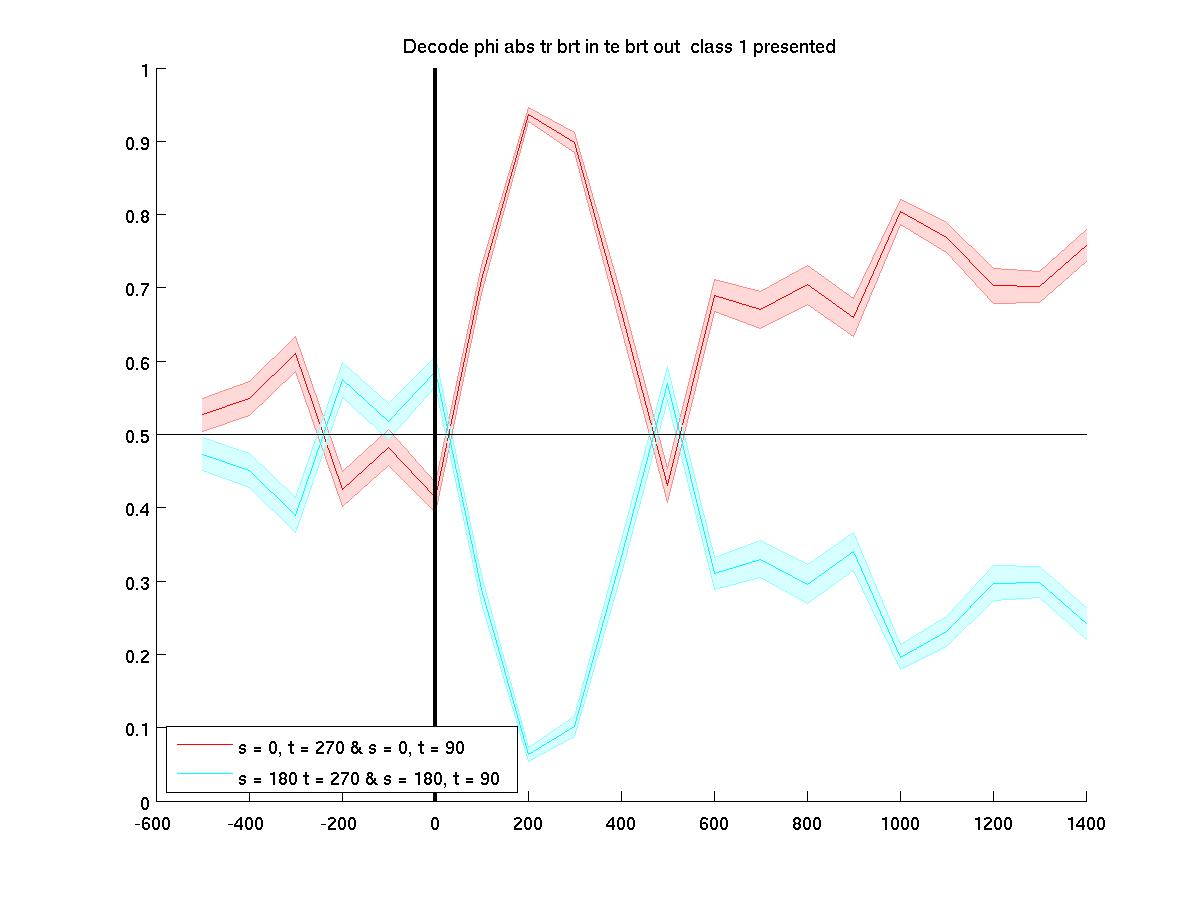 Decode phi abs tr brt in te brt out  class 1 presented
1
0.9
0.8
0.7
0.6
0.5
0.4
0.3
0.2
0.1
0
s = 0, t = 270 & s = 0, t = 90
s = 180 t = 270 & s = 180, t = 90
-600 -400 -200 0 200 400 600 800 1000 1200 1400